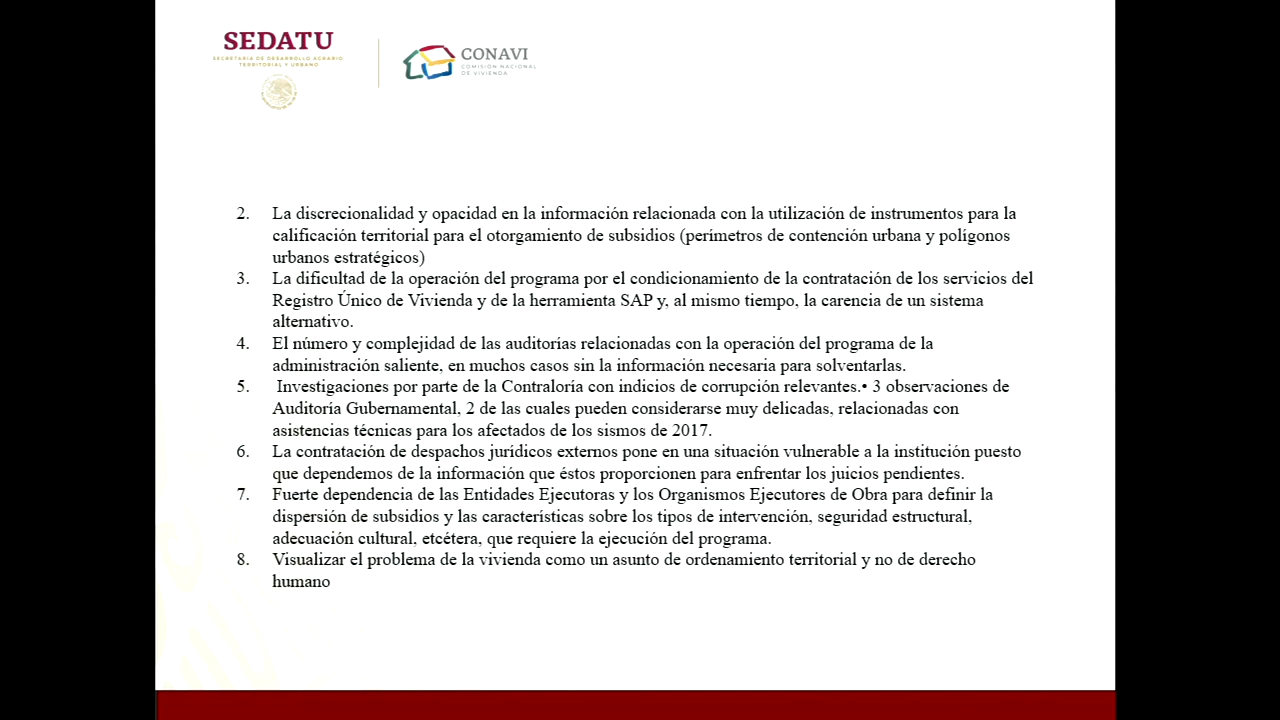 SEDATU
SECRETARÍA DE DESARROLLO AGRARIO,
TERRITORIAL Y URBANO
CONAVI
COMISIÓN NACIONAL
DE VIVIENDA
2. La discrecionalidad y opacidad en la información relacionada con la utilización de instrumentos para la
calificación territorial para el otorgamiento de subsidios (perímetros de contención urbana y polígonos
urbanos estratégicos)
3. La dificultad de la operación del programa por el condicionamiento de la contratación de los servicios del
Registro Único de Vivienda y de la herramienta SAP y, al mismo tiempo, la carencia de un sistema
alternativo.
4. El número y complejidad de las auditorías relacionadas con la operación del programa de la
administración saliente, en muchos casos sin la información necesaria para solventarlas.
5. Investigaciones por parte de la Contraloría con indicios de corrupción relevantes.• 3 observaciones de
Auditoría Gubernamental, 2 de las cuales pueden considerarse muy delicadas, relacionadas con
asistencias técnicas para los afectados de los sismos de 2017.
6. La contratación de despachos jurídicos externos pone en una situación vulnerable a la institución puesto
que dependemos de la información que éstos proporcionen para enfrentar los juicios pendientes.
7. Fuerte dependencia de las Entidades Ejecutoras y los Organismos Ejecutores de Obra para definir la
dispersión de subsidios y las características sobre los tipos de intervención, seguridad estructural,
adecuación cultural, etcétera, que requiere la ejecución del programa.
8. Visualizar el problema de la vivienda como un asunto de ordenamiento territorial y no de derecho
humano